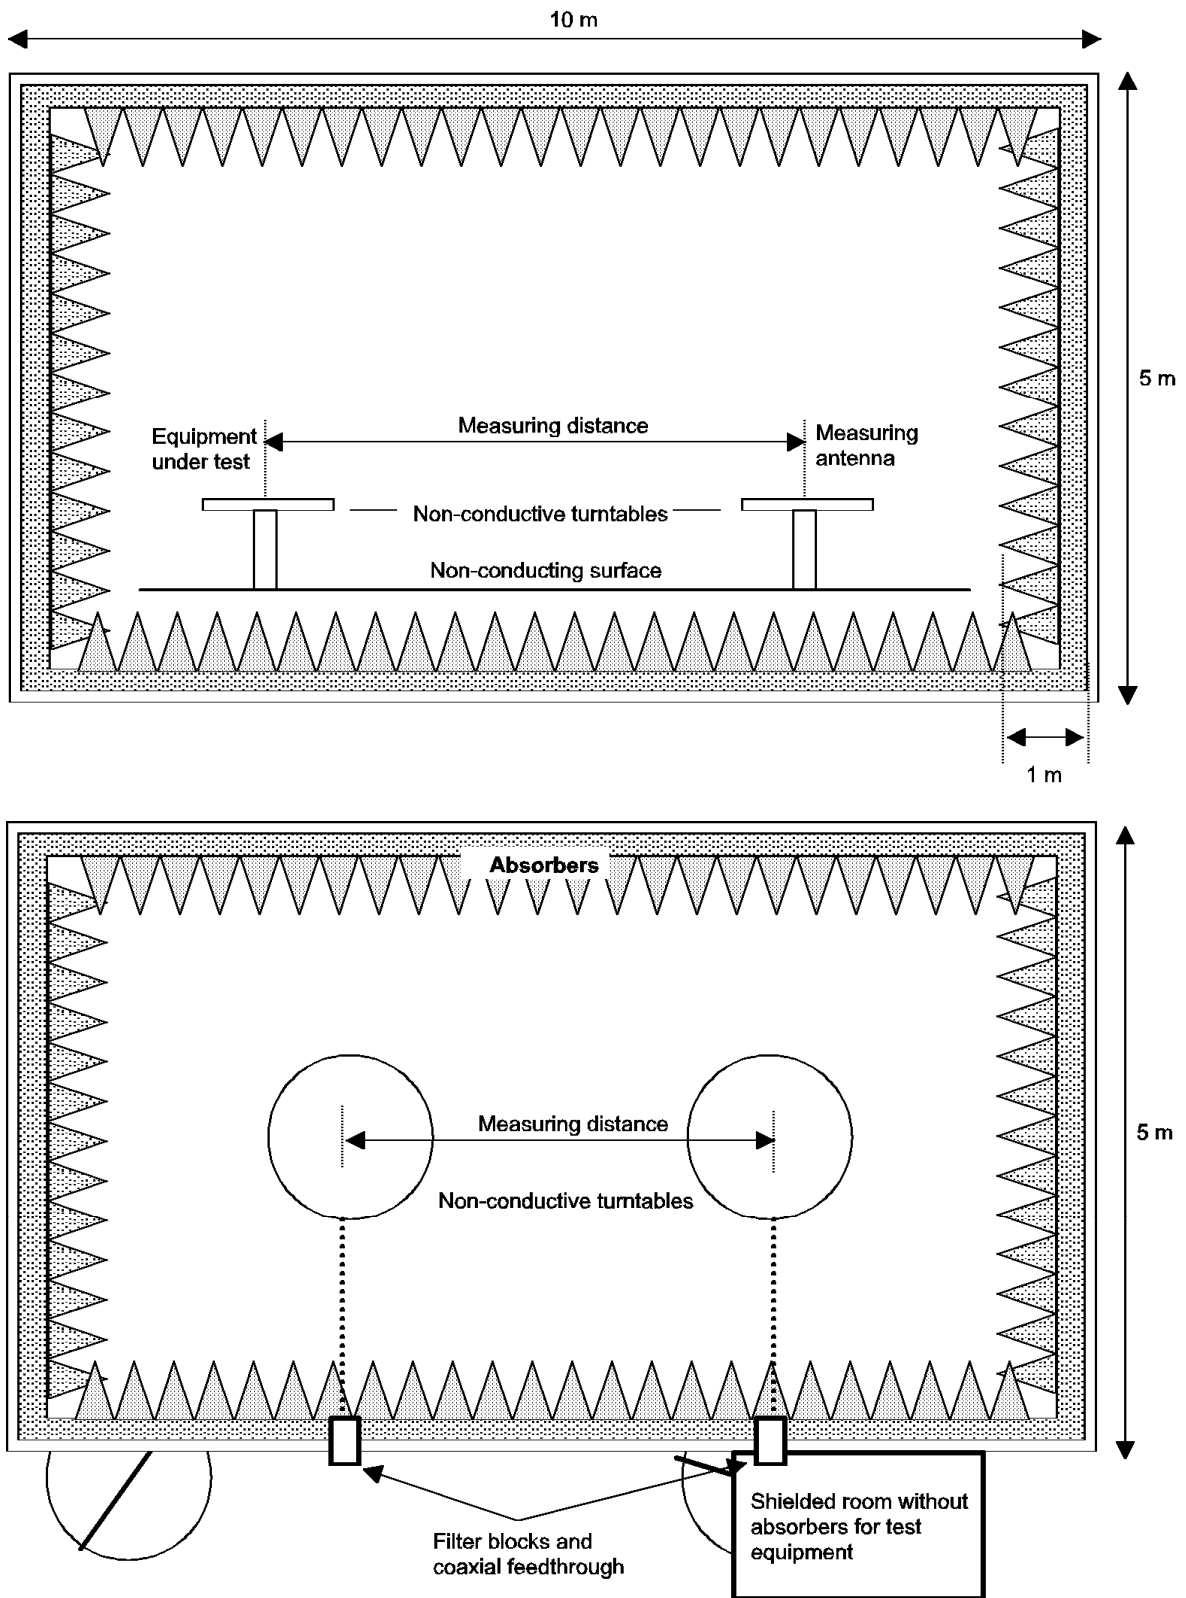 10 m
5 m
Equipment
under test
Measuring distance
Measuring
antenna
Non-conductive turntables
Non-conducting surface
1 m
Absorbers
Measuring distance
5 m
Non-conductive turntables
Filter blocks and
coaxial feedthrough
Shielded room without
absorbers for test
equipment